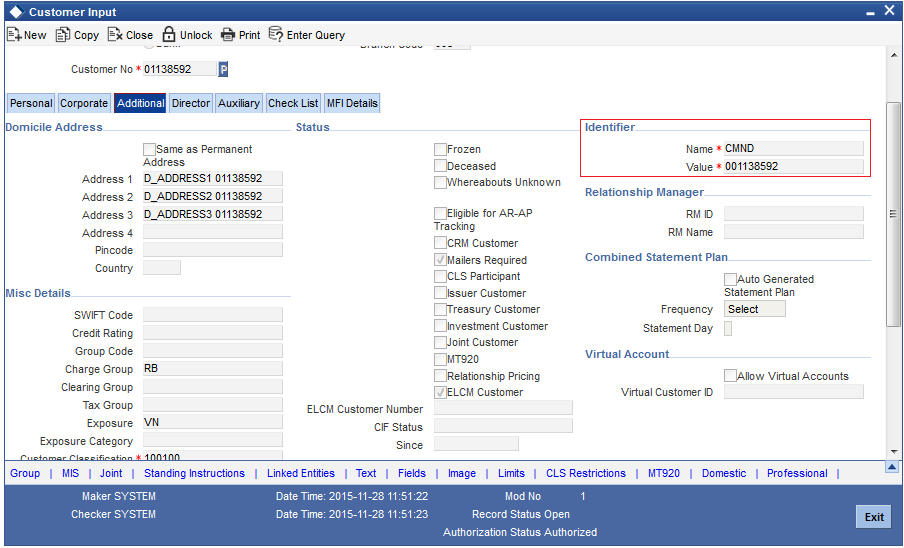 Customer Input
New Copy Close Unlock Print Enter Query
Customer No * 01138592 P
Personal Corporate Additional Director Auxiliary Check List MFI Details
Domicile Address
Same as Permanent
Address
Address 1 D_ADDRESS1 01138592
Address 2 D_ADDRESS2 01138592
Address 3 D_ADDRESS3 01138592
Address 4
Pincode
Country
Misc Details
SWIFT Code
Credit Rating
Group Code
Charge Group RB
Clearing Group
Tax Group
Exposure VN
Exposure Category
Customer Classification * 100100
Status
Frozen
Deceased
Whereabouts Unknown
Eligible for AR-AP
Tracking
CRM Customer
Mailers Required
CLS Participant
Issuer Customer
Treasury Customer
Investment Customer
Joint Customer
MT920
Relationship Pricing
ELCM Customer
ELCM Customer Number
CIF Status
Since
Identifier
Name * CMND
Value * 001138592
Relationship Manager
RM ID
RM Name
Combined Statement Plan
Auto Generated
Statement Plan
Frequency Select
Statement Day
Virtual Account
Allow Virtual Accounts
Virtual Customer ID
Group | MIS | Joint | Standing Instructions | Linked Entities | Text | Fields | Image | Limits | CLS Restrictions | MT920 | Domestic | Professional |
Maker SYSTEM Date Time: 2015-11-28 11:51:22 Mod No 1
Checker SYSTEM Date Time: 2015-11-28 11:51:23 Record Status Open
Authorization Status Authorized
Exit